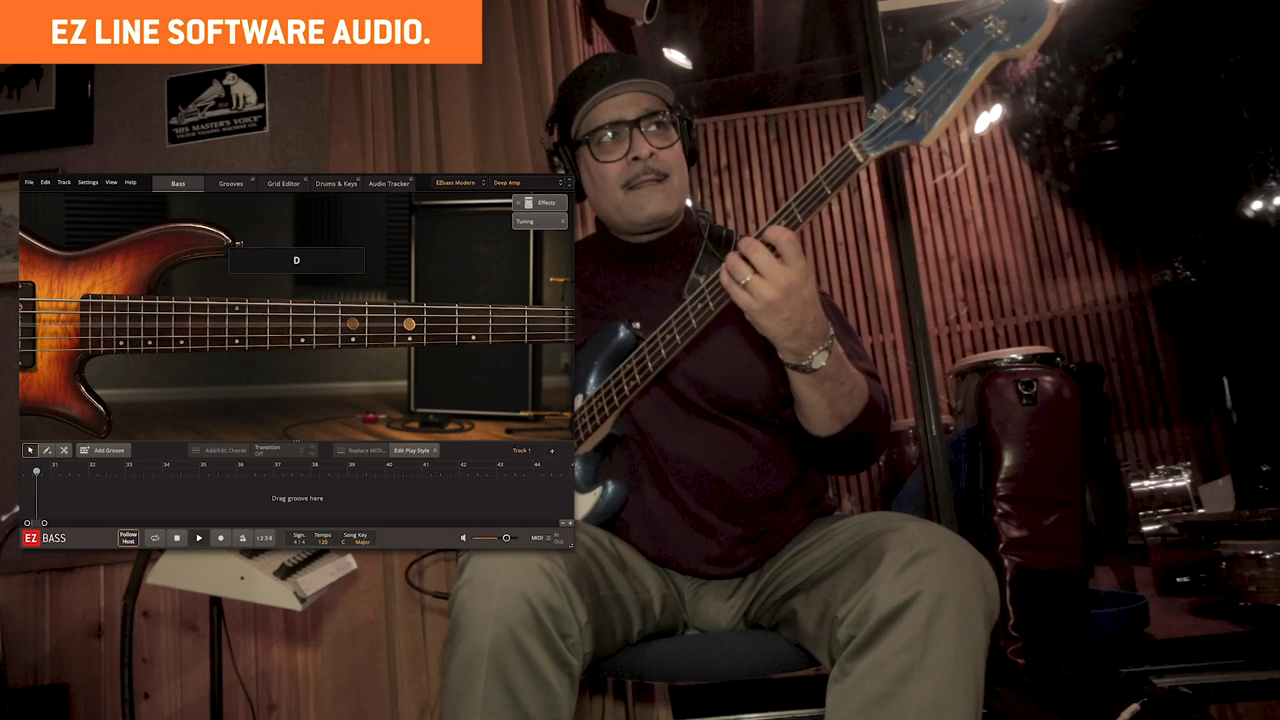 EZ LINE SOFTWARE AUDIO.
"HIS MASTER'S VOICE"
File Edit Track Settings View Help Bass Grooves Grid Editor Drums & Keys Audio Tracker EZbass Modern Deep Amp
Effects
Tuning
D
Add Groove Add/Edit Chords Transition Off Replace MIDI... Edit Play Style Track 1 +
31 32 33 34 35 36 37 38 39 40 41 42 43 44
Drag groove here
EZ BASS Follow Host 1 2 3 4 Sign. 4 / 4 Tempo 120 Song Key C Major MIDI In Out